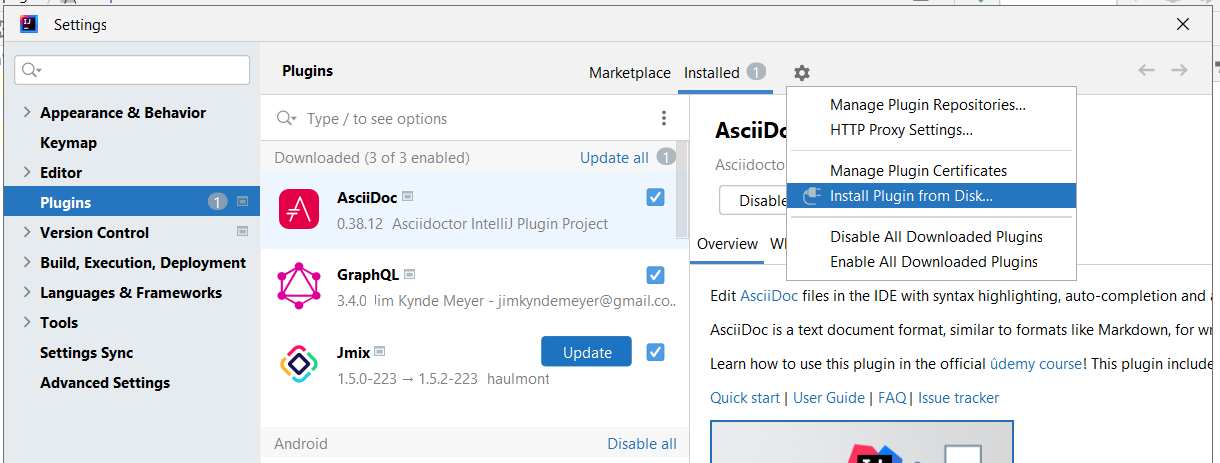 Settings
Plugins
Marketplace Installed 1
Appearance & Behavior
Keymap
Editor
Plugins 1
Version Control
Build, Execution, Deployment
Languages & Frameworks
Tools
Settings Sync
Advanced Settings
Type / to see options
Downloaded (3 of 3 enabled) Update all 1
AsciiDoc
0.38.12 Asciidoctor IntelliJ Plugin Project
GraphQL
3.4.0 Jim Kynde Meyer - jimkyndemeyer@gmail.co..
Jmix
Update
1.5.0-223 → 1.5.2-223 haulmont
Android Disable all
Manage Plugin Repositories...
HTTP Proxy Settings...
Manage Plugin Certificates
Install Plugin from Disk...
Disable All Downloaded Plugins
Enable All Downloaded Plugins
AsciiDo
Asciidoctor
Disable
Overview
Edit AsciiDoc files in the IDE with syntax highlighting, auto-completion and
AsciiDoc is a text document format, similar to formats like Markdown, for
Learn how to use this plugin in the official ûdemy course! This plugin include
Quick start | User Guide | FAQ | Issue tracker
IJ